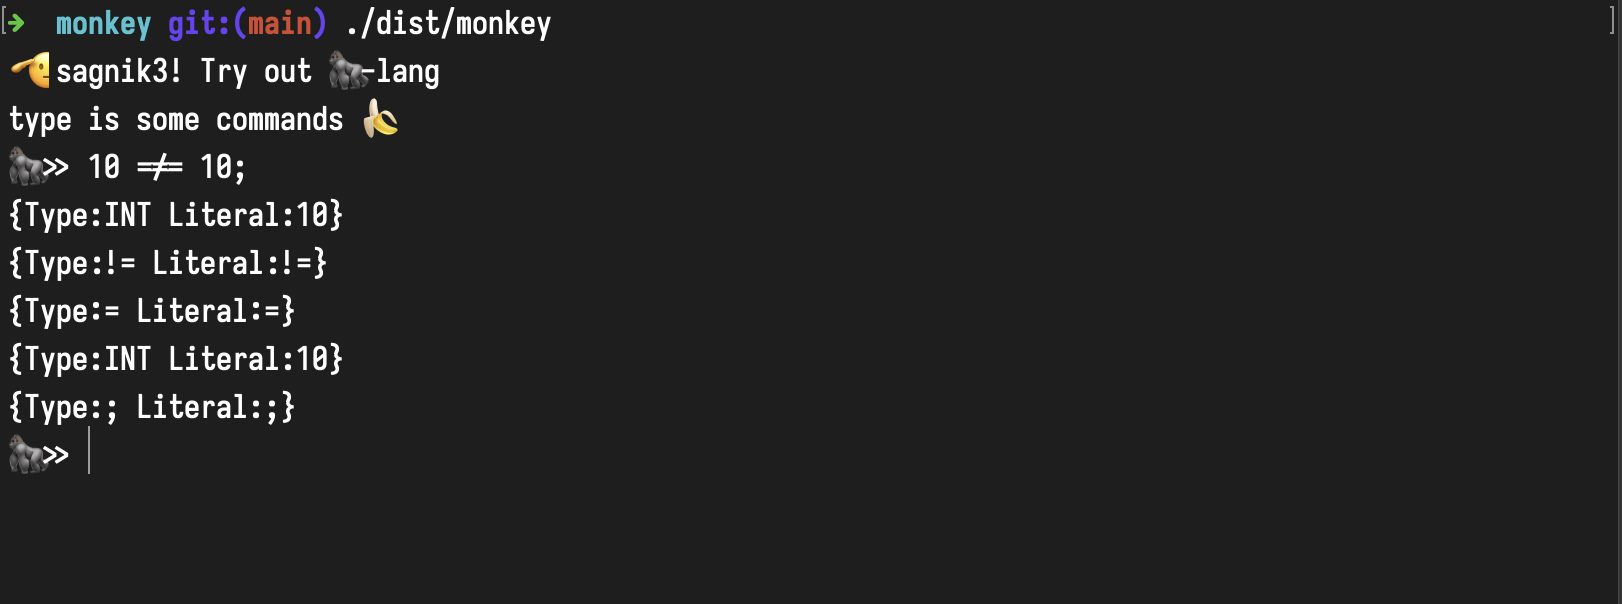 [➜  monkey git:(main) ./dist/monkey ]
🫡sagnik3! Try out 🦍-lang
type is some commands 🍌
🦍>> 10 !== 10;
{Type:INT Literal:10}
{Type:!= Literal:!=}
{Type:= Literal:=}
{Type:INT Literal:10}
{Type:; Literal:;}
🦍>>